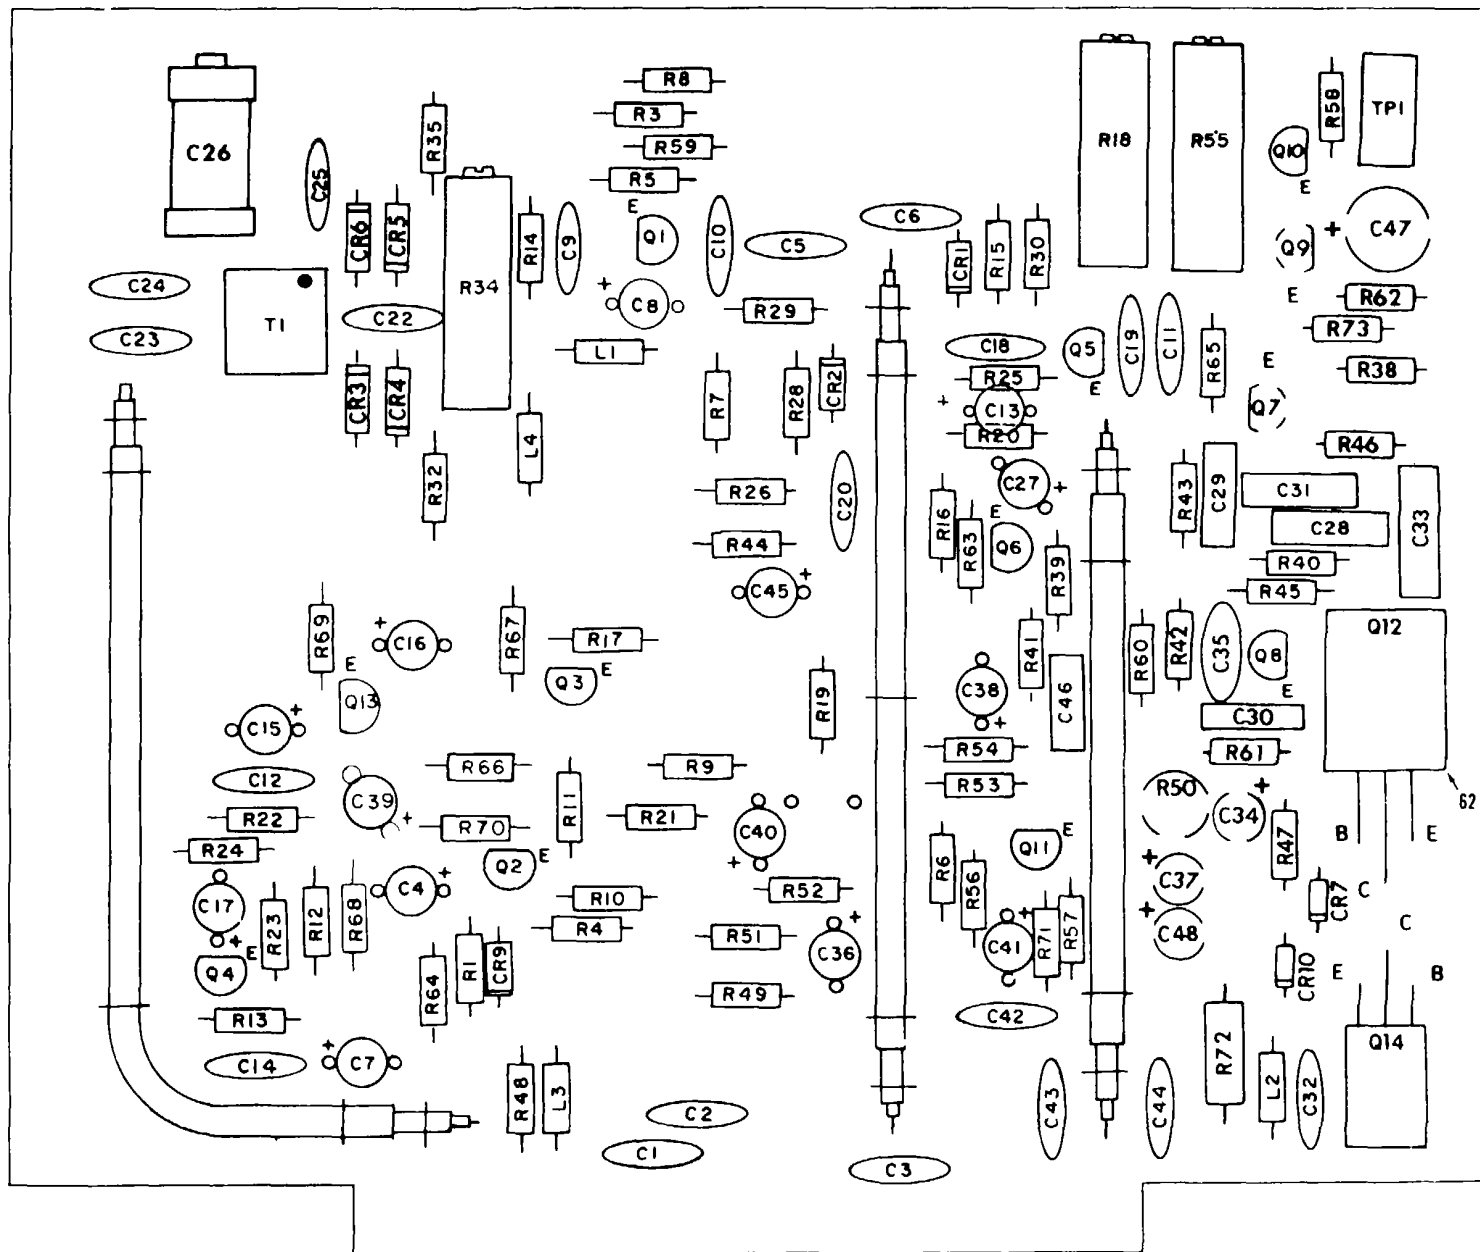 R8
R3
R59
R5
R35
C26
C25
R18
R55
R58
TP1
Q10
E
E
Q1
C6
C5
C10
C9
R14
CR6
CR5
CR1
R15
R30
+
Q9
C47
E
R62
C24
T1
C22
R34
+
C8
R29
C23
R73
L1
C18
Q5
C19
C11
R65
E
R38
CR3
CR4
R7
R28
CR2
R25
E
+
C13
Q7
R20
R46
L4
R32
R26
C20
C27
+
R43
C29
C31
C33
R44
R16
E
R63
Q6
C28
R39
R40
C45
+
R45
R69
+
C16
R67
R17
E
Q13
Q3
R19
C38
+
R41
C46
R60
R42
C35
Q8
E
Q12
C15
+
C30
R54
R61
C12
R66
R9
R53
R50
+
C34
62
C39
+
R22
R70
R11
R21
C40
+
R24
Q2
E
Q11
E
R47
B
E
+
C37
C17
+
C4
+
R10
R52
R6
R56
CR7
C
R23
R12
R68
R4
R51
+
C36
C41
+
R71
R57
+
C48
C
E
Q4
R64
R1
CR9
CR10
E
B
R49
R13
C42
R72
Q14
C14
+
C7
R48
L3
C2
C43
C44
L2
C32
C1
C3